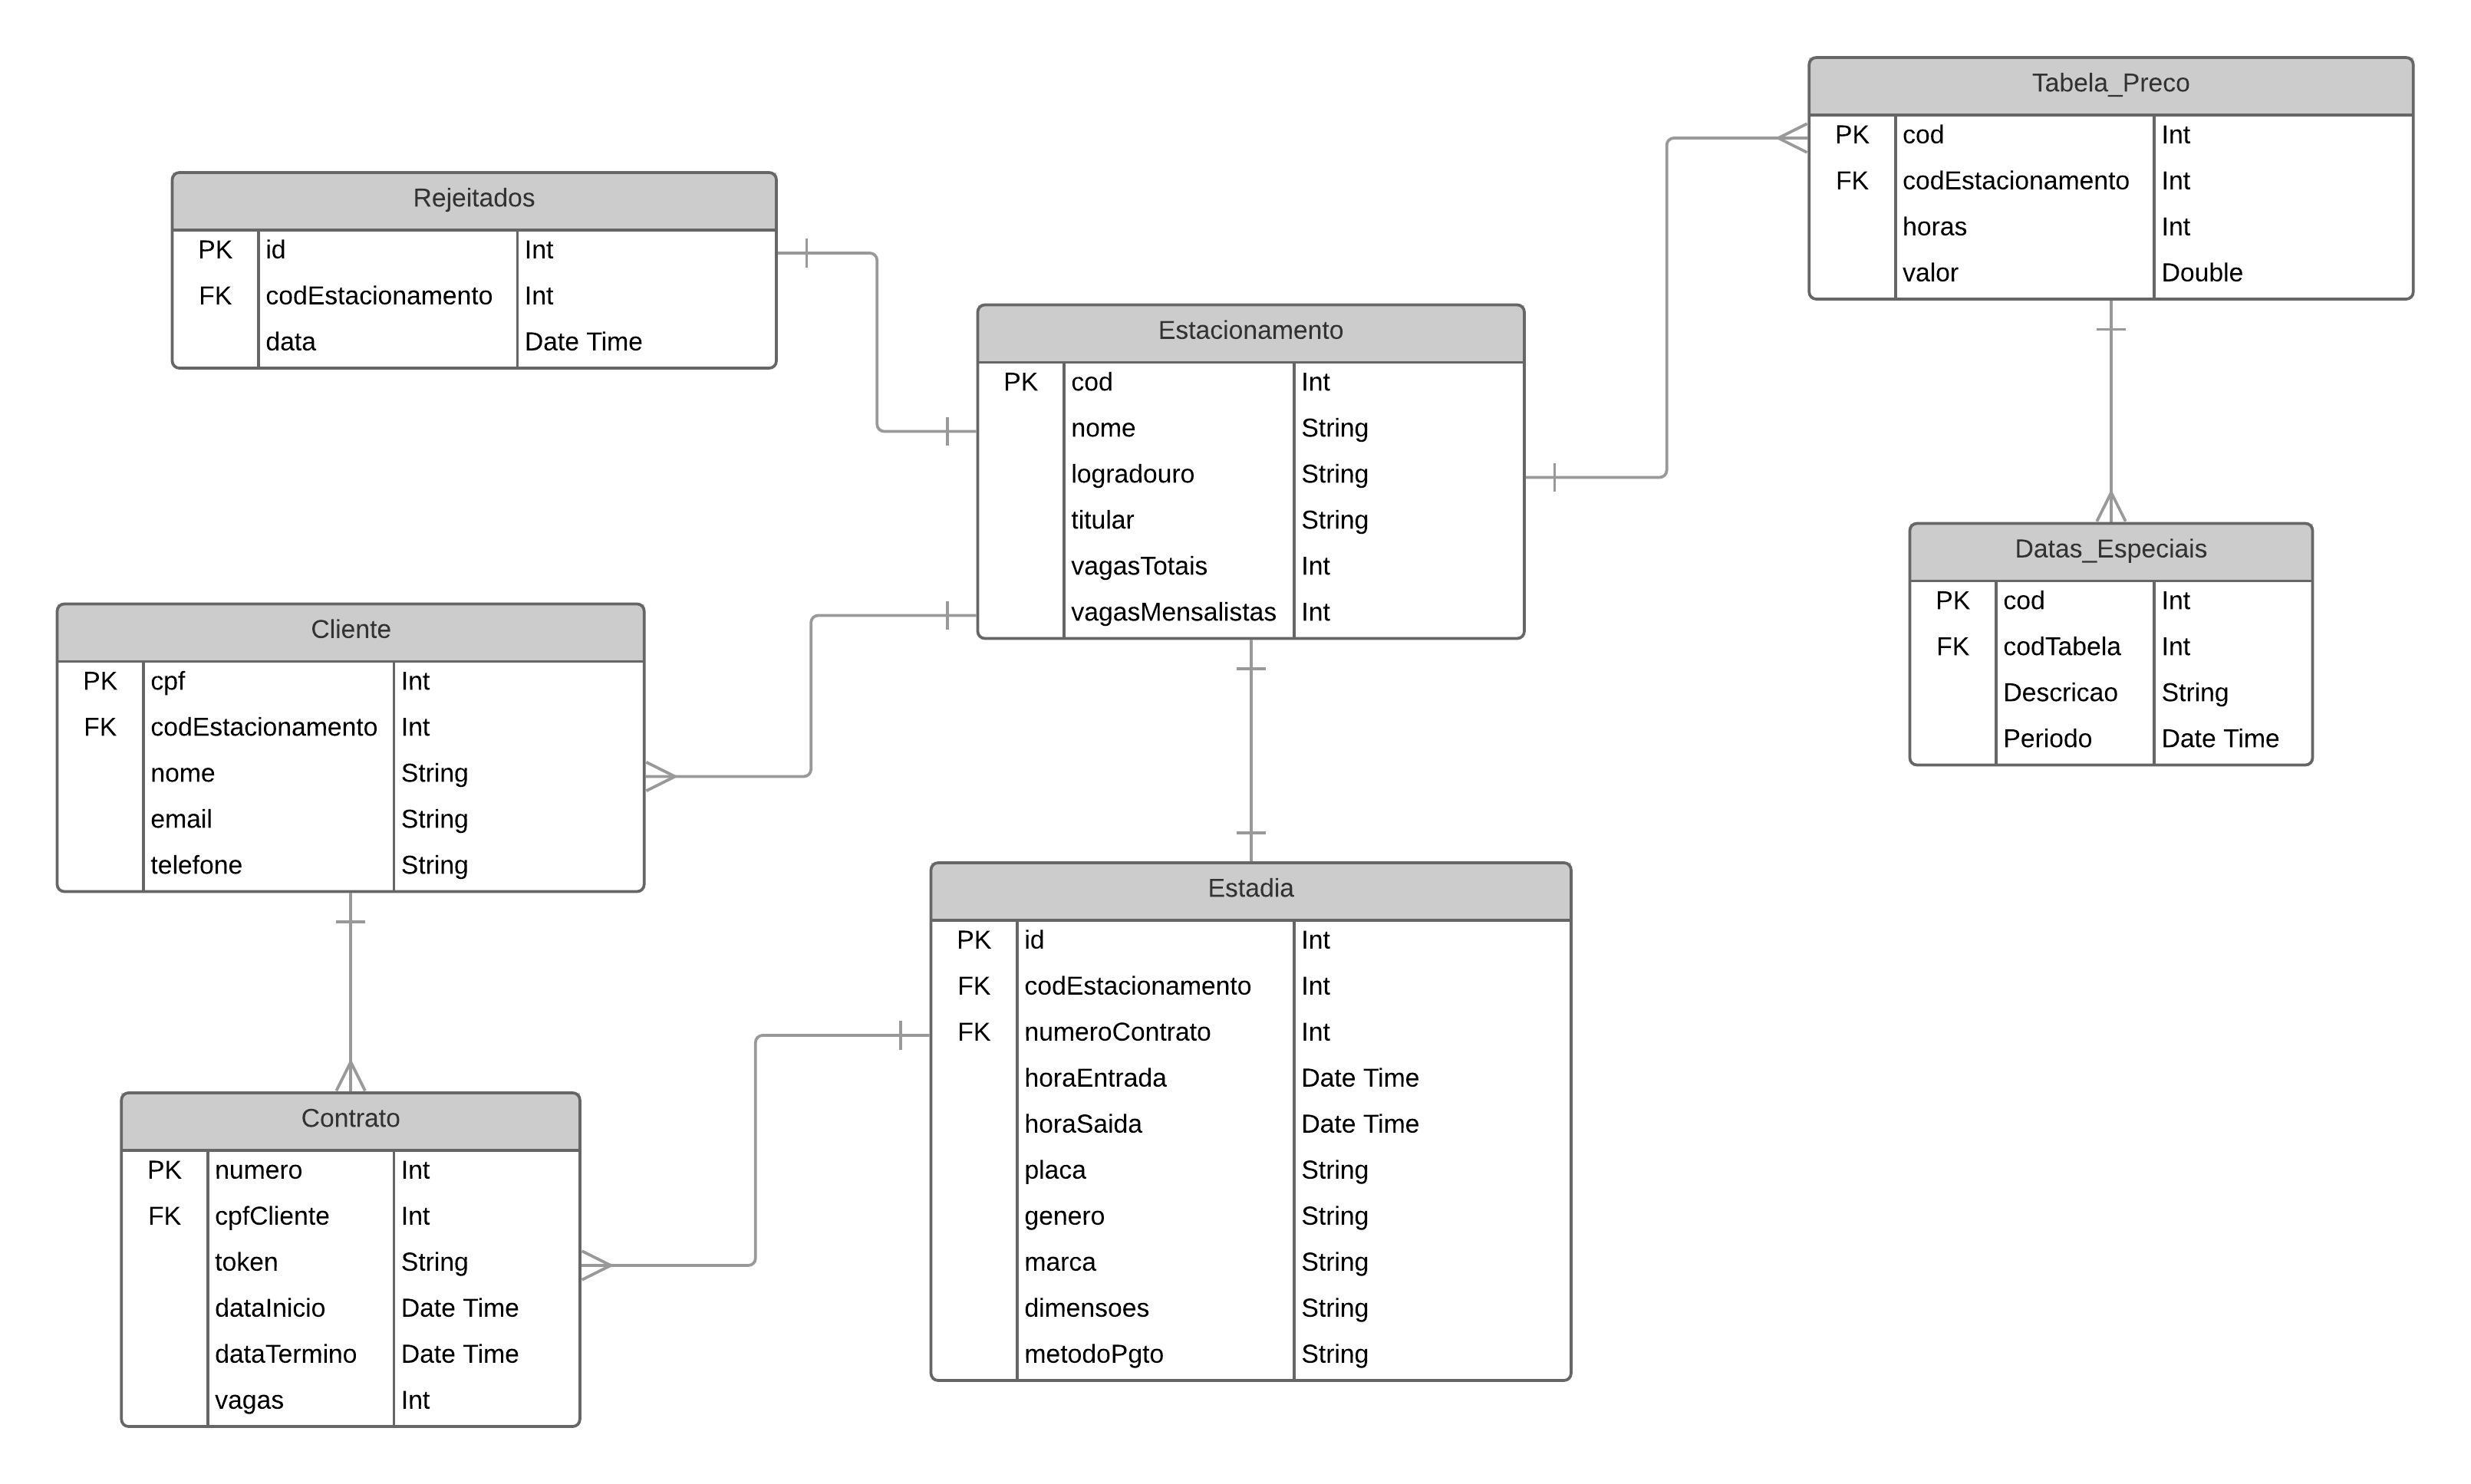 Tabela_Preco
PK cod Int
FK codEstacionamento Int
horas Int
valor Double
Rejeitados
PK id Int
FK codEstacionamento Int
data Date Time
Estacionamento
PK cod Int
nome String
logradouro String
titular String
vagasTotais Int
vagasMensalistas Int
Datas_Especiais
PK cod Int
FK codTabela Int
Descricao String
Periodo Date Time
Cliente
PK cpf Int
FK codEstacionamento Int
nome String
email String
telefone String
Estadia
PK id Int
FK codEstacionamento Int
FK numeroContrato Int
horaEntrada Date Time
horaSaida Date Time
placa String
genero String
marca String
dimensoes String
metodoPgto String
Contrato
PK numero Int
FK cpfCliente Int
token String
dataInicio Date Time
dataTermino Date Time
vagas Int